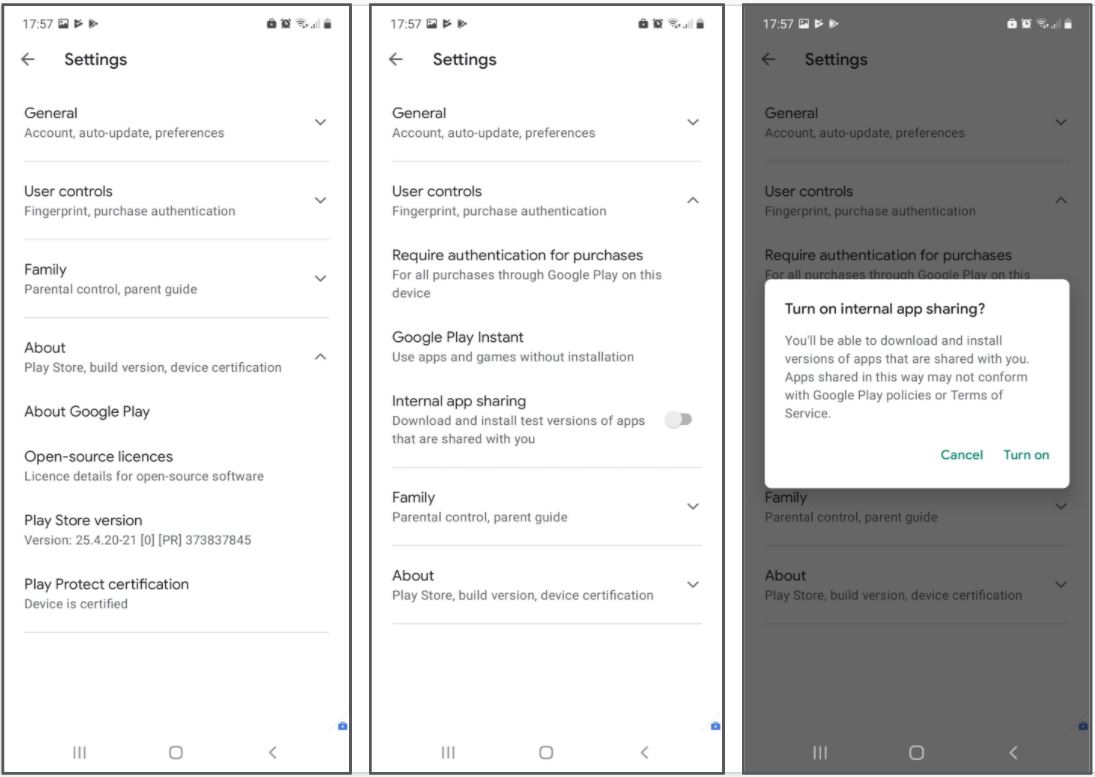 17:57
Settings
General
Account, auto-update, preferences
User controls
Fingerprint, purchase authentication
Family
Parental control, parent guide
About
Play Store, build version, device certification
About Google Play
Open-source licences
Licence details for open-source software
Play Store version
Version: 25.4.20-21 [0] [PR] 373837845
Play Protect certification
Device is certified
17:57
Settings
General
Account, auto-update, preferences
User controls
Fingerprint, purchase authentication
Require authentication for purchases
For all purchases through Google Play on this
device
Google Play Instant
Use apps and games without installation
Internal app sharing
Download and install test versions of apps
that are shared with you
Family
Parental control, parent guide
About
Play Store, build version, device certification
17:57
Settings
General
Account, auto-update, preferences
User controls
Fingerprint, purchase authentication
Require authentication for purchases
For all purchases through Google Play on this
Turn on internal app sharing?
You'll be able to download and install
versions of apps that are shared with you.
Apps shared in this way may not conform
with Google Play policies or Terms of
Service.
Cancel Turn on
Family
Parental control, parent guide
About
Play Store, build version, device certification